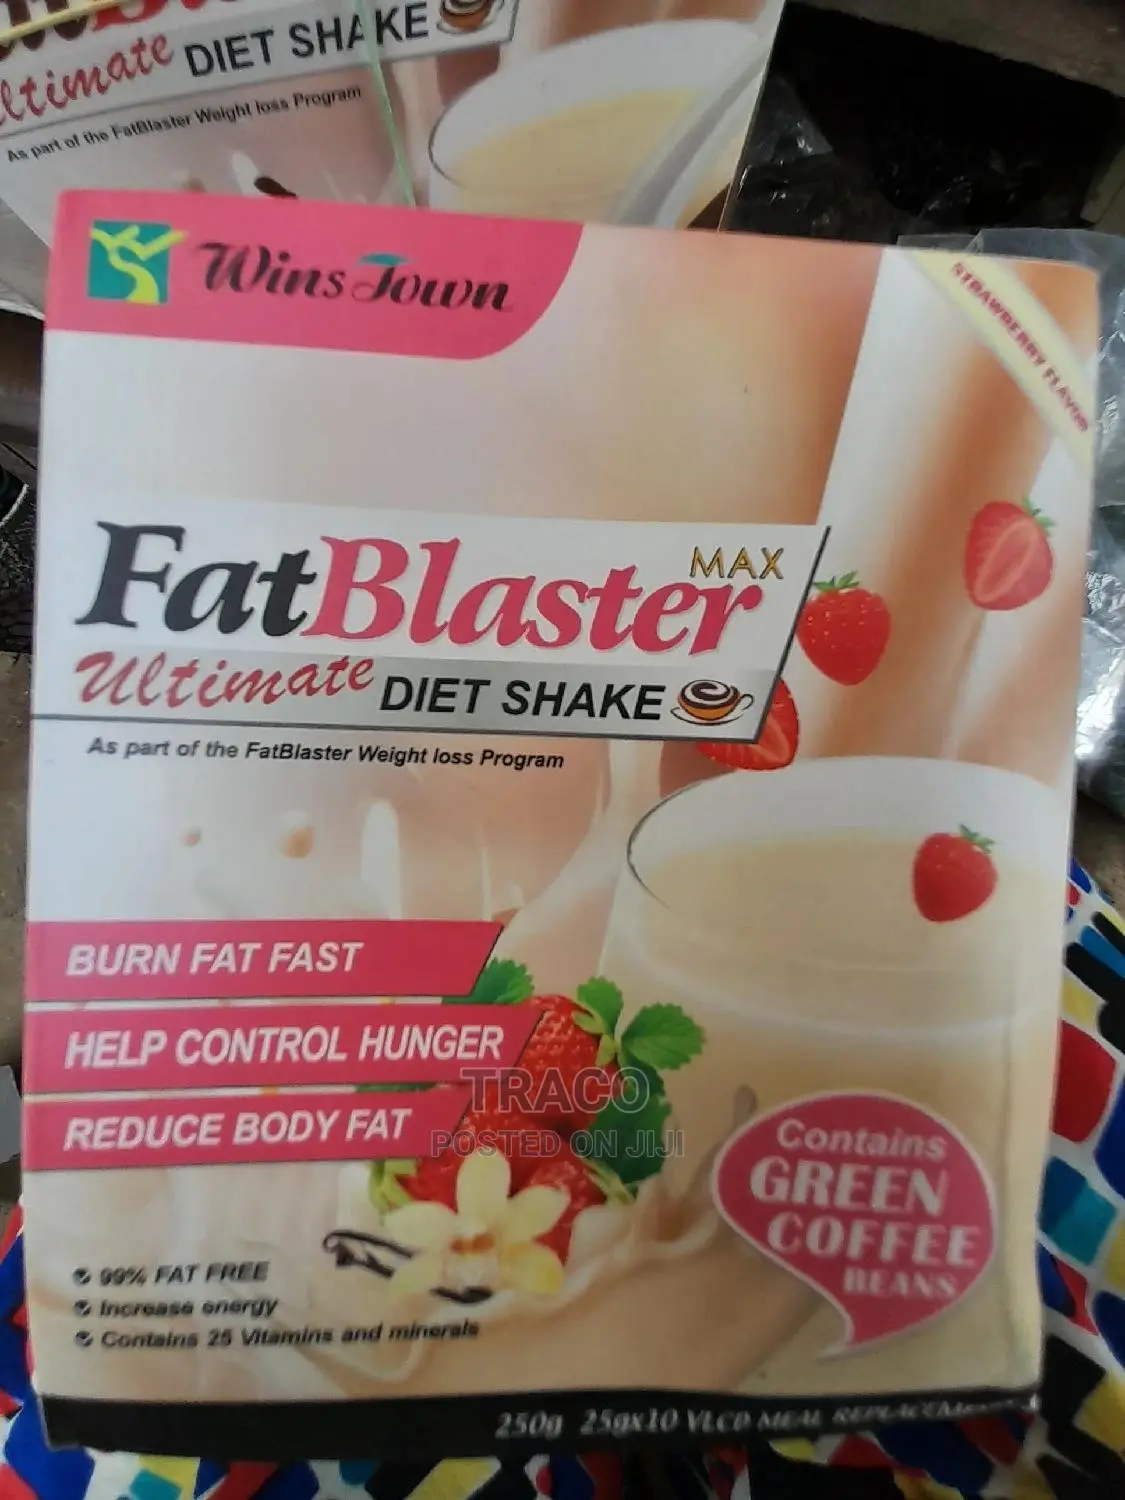 Ultimate DIET SHAKE
As part of the FatBlaster Weight loss Program
Wins Town
STRAWBERRY FLAVOR
FatBlaster MAX
Ultimate DIET SHAKE
As part of the FatBlaster Weight loss Program
BURN FAT FAST
HELP CONTROL HUNGER
REDUCE BODY FAT
TRACO
POSTED ON JIJI
Contains
GREEN
COFFEE
BEANS
99% FAT FREE
Increase energy
Contains 25 Vitamins and minerals
250g 25gx10 VLCD MEAL REPLACEMENT